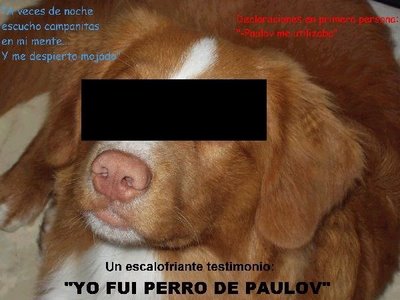 "A veces de noche
escucho campanitas
en mi mente...
Y me despierto mojado"
Declaraciones en primera persona:
"-Paulov me utilizaba"
Un escalofriante testimonio:
"YO FUI PERRO DE PAULOV"